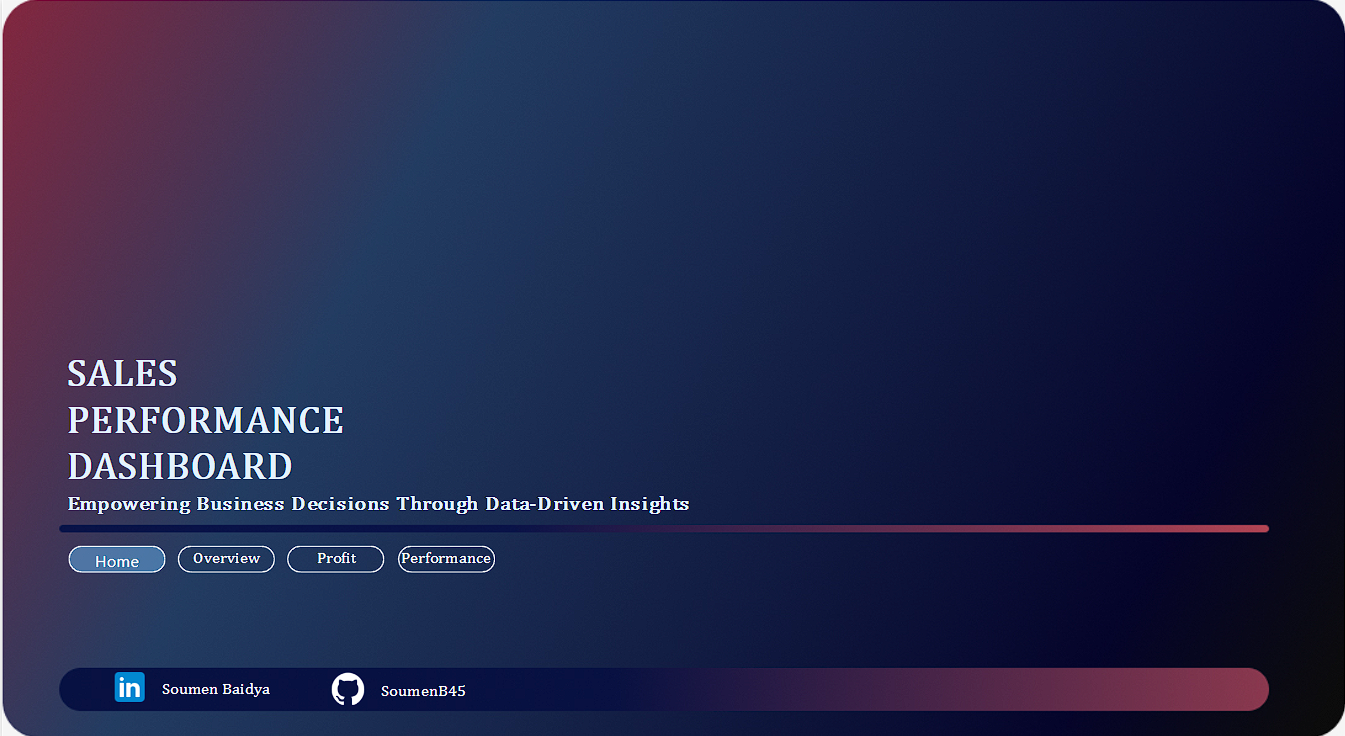 SALES
PERFORMANCE
DASHBOARD
Empowering Business Decisions Through Data-Driven Insights
Home Overview Profit Performance
in Soumen Baidya SoumenB45